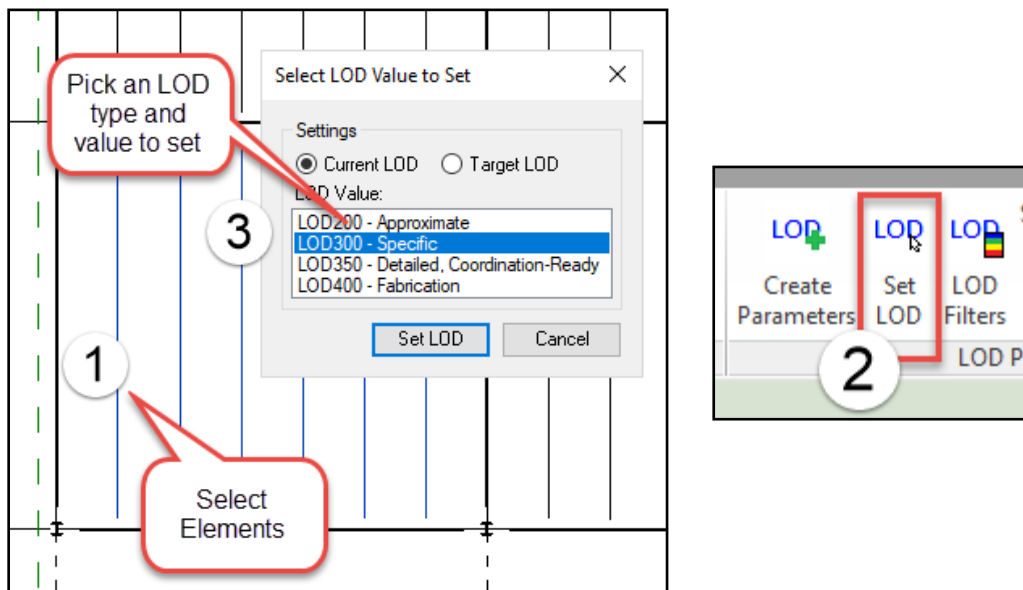 Pick an LOD
type and
value to set
Select LOD Value to Set
Settings
Current LOD Target LOD
LOD Value:
LOD200 - Approximate
LOD300 - Specific
LOD350 - Detailed, Coordination-Ready
LOD400 - Fabrication
Set LOD Cancel
3
1
Select
Elements
LOD LOD LOD S
Create Set LOD
Parameters LOD Filters
2 LOD P